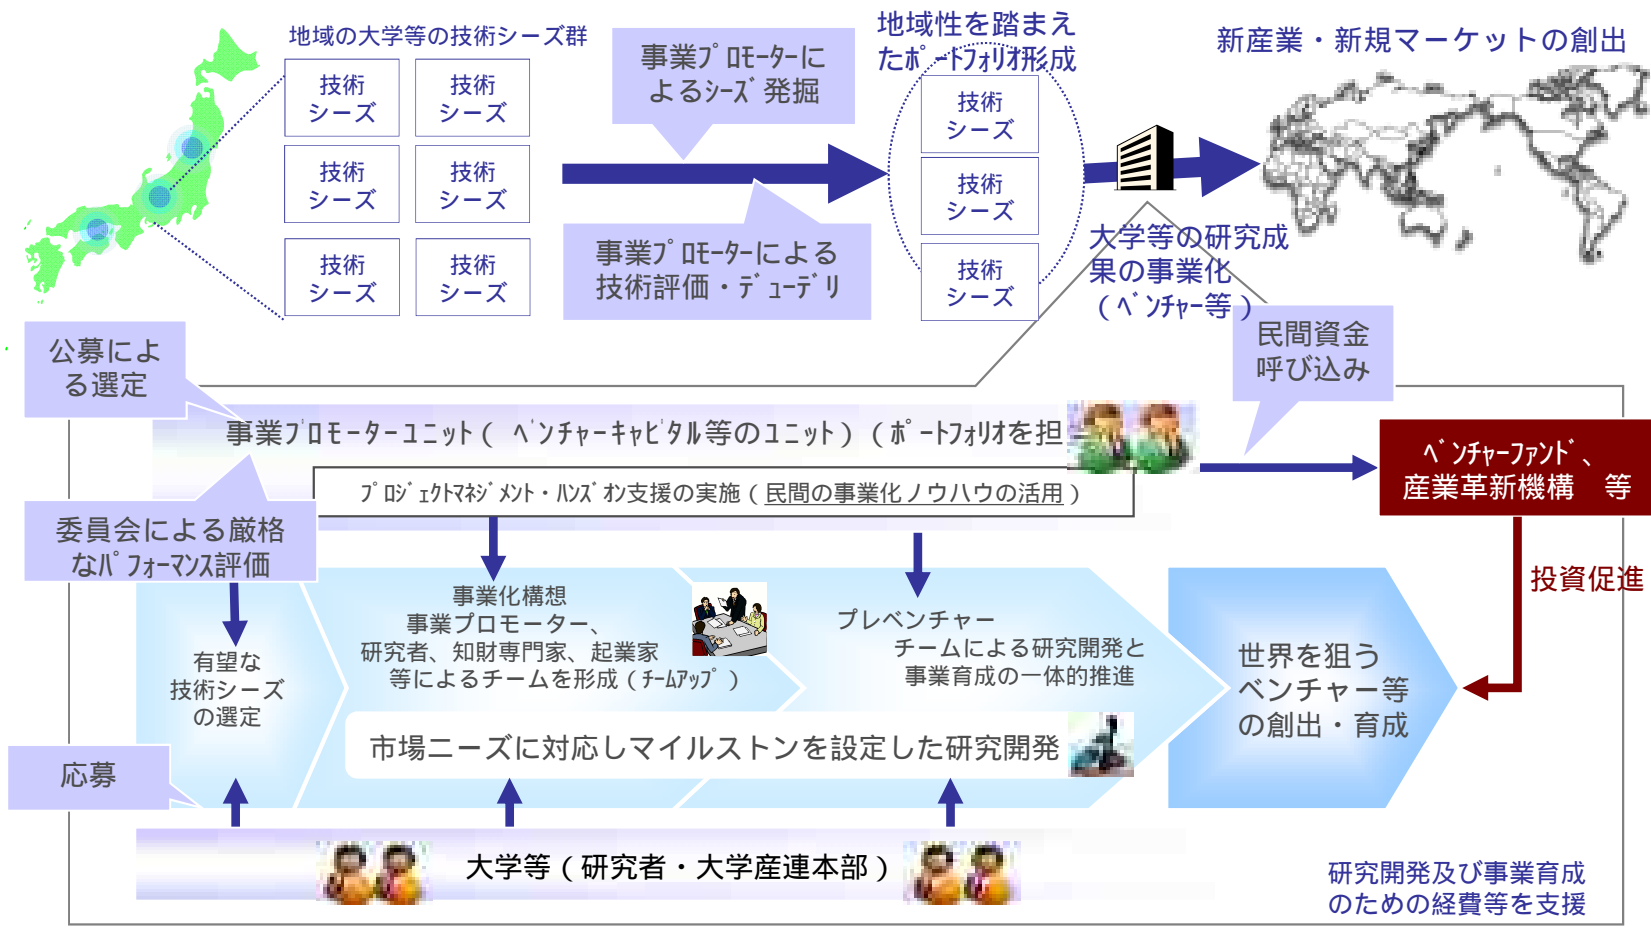 地域の大学等の技術シーズ群
技術
シーズ
技術
シーズ
技術
シーズ
技術
シーズ
技術
シーズ
技術
シーズ
事業プロモーターに
よるシーズ発掘
事業プロモーターによる
技術評価・デューデリ
地域性を踏まえ
たポートフォリオ形成
技術
シーズ
技術
シーズ
技術
シーズ
新産業・新規マーケットの創出
大学等の研究成
果の事業化
(ベンチャー等)
民間資金
呼び込み
公募によ
る選定
事業プロモーターユニット(ベンチャーキャピタル等のユニット)(ポートフォリオを担
プロジェクトマネジメント・ハンズオン支援の実施(民間の事業化ノウハウの活用)
ベンチャーファンド、
産業革新機構 等
委員会による厳格
なパフォーマンス評価
投資促進
有望な
技術シーズ
の選定
事業化構想
事業プロモーター、
研究者、知財専門家、起業家
等によるチームを形成(チームアップ)
プレベンチャー
チームによる研究開発と
事業育成の一体的推進
世界を狙う
ベンチャー等
の創出・育成
市場ニーズに対応しマイルストンを設定した研究開発
応募
大学等(研究者・大学産連本部)
研究開発及び事業育成
のための経費等を支援